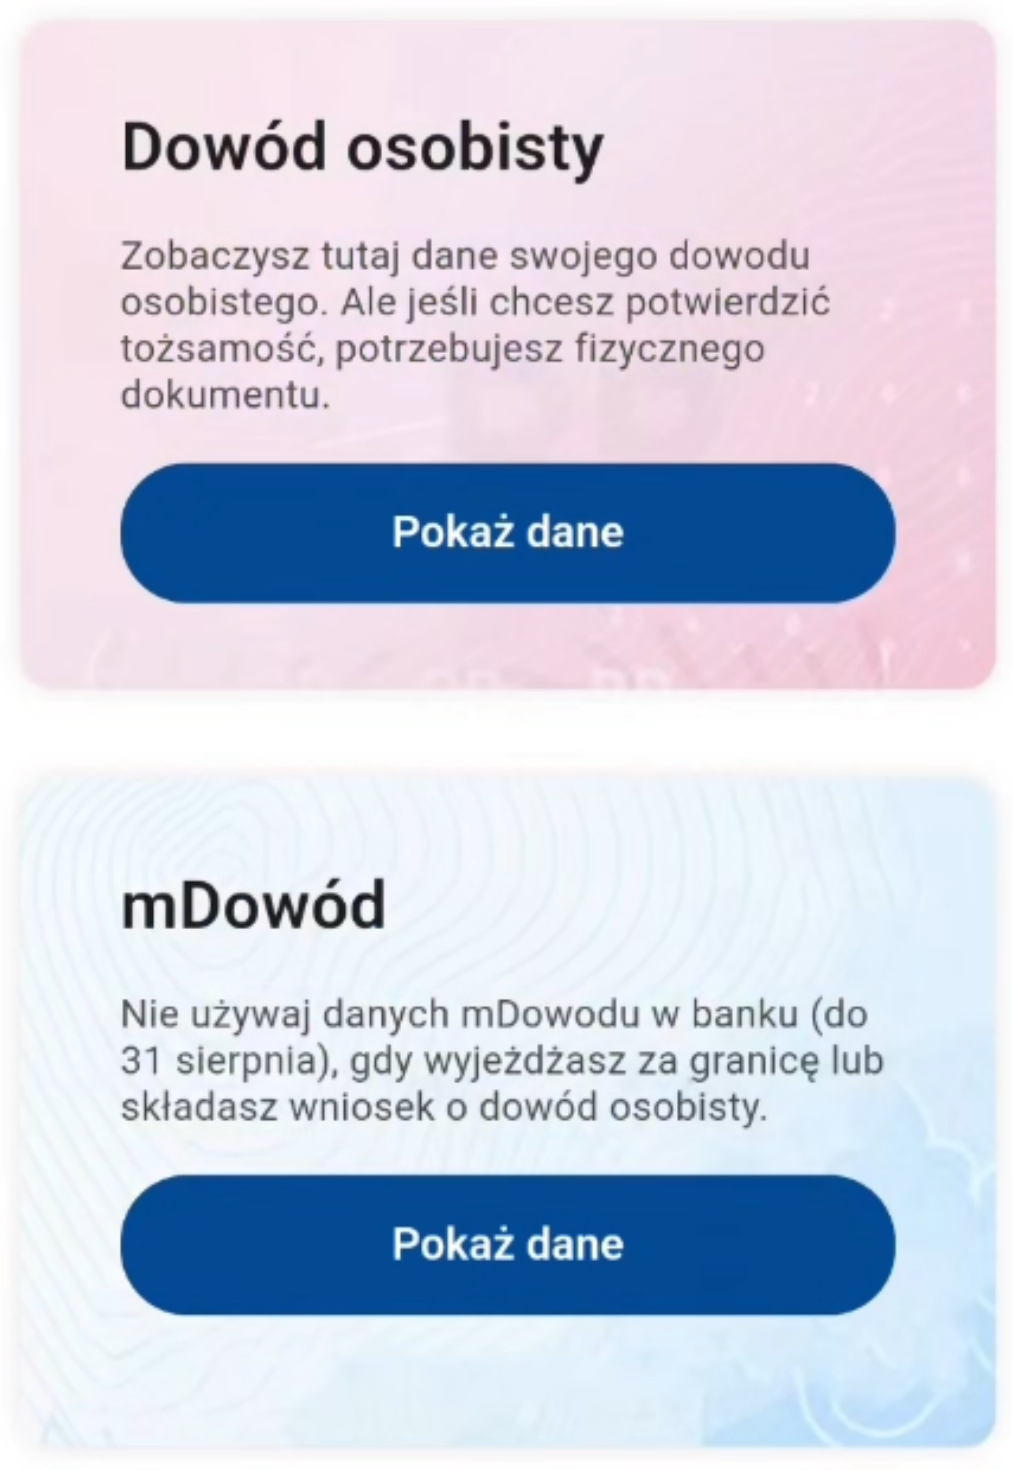 Dowód osobisty
Zobaczysz tutaj dane swojego dowodu
osobistego. Ale jeśli chcesz potwierdzić
tożsamość, potrzebujesz fizycznego
dokumentu.
Pokaż dane
mDowód
Nie używaj danych mDowodu w banku (do
31 sierpnia), gdy wyjeżdżasz za granicę lub
składasz wniosek o dowód osobisty.
Pokaż dane